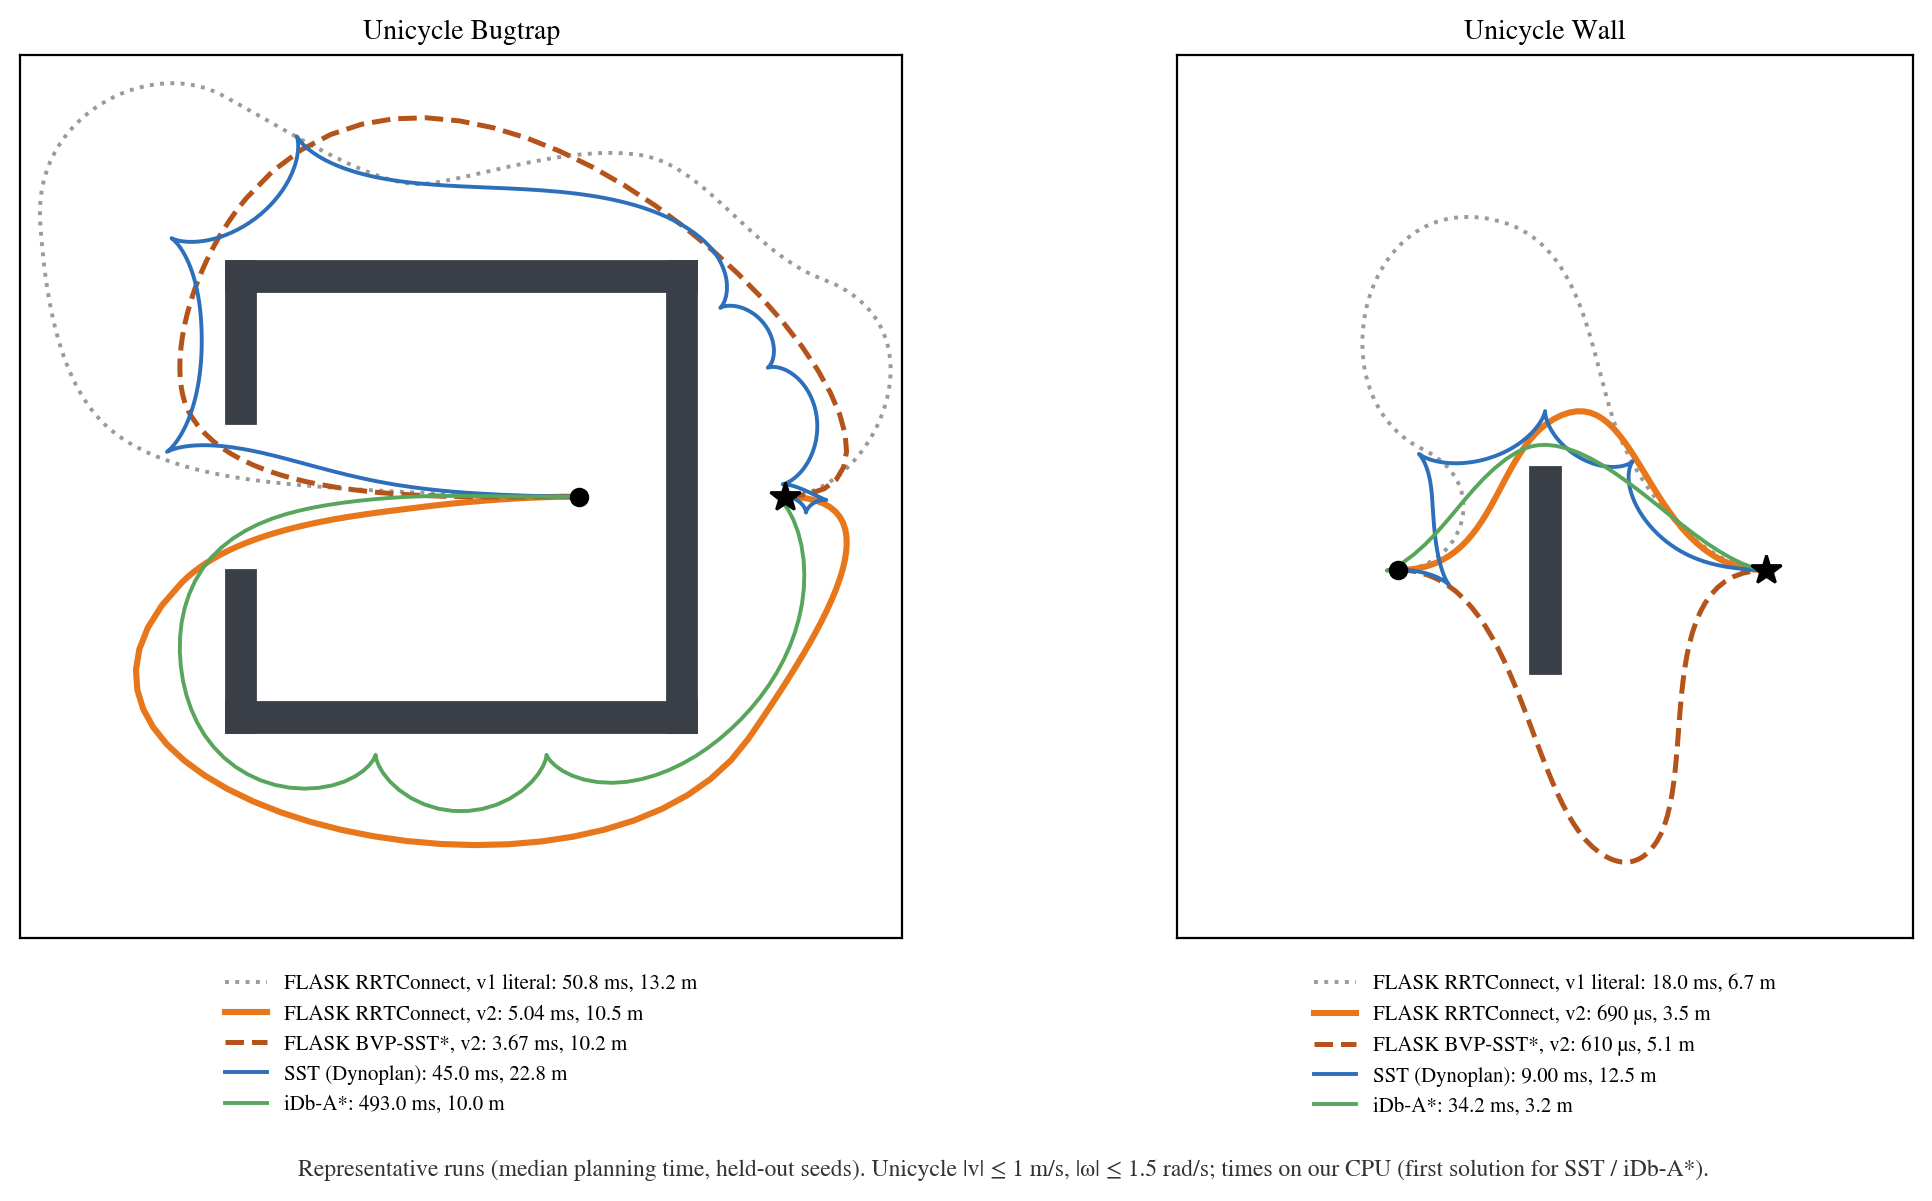 Unicycle Bugtrap
Unicycle Wall
FLASK RRTConnect, v1 literal: 50.8 ms, 13.2 m
FLASK RRTConnect, v2: 5.04 ms, 10.5 m
FLASK BVP-SST*, v2: 3.67 ms, 10.2 m
SST (Dynoplan): 45.0 ms, 22.8 m
iDb-A*: 493.0 ms, 10.0 m
FLASK RRTConnect, v1 literal: 18.0 ms, 6.7 m
FLASK RRTConnect, v2: 690 µs, 3.5 m
FLASK BVP-SST*, v2: 610 µs, 5.1 m
SST (Dynoplan): 9.00 ms, 12.5 m
iDb-A*: 34.2 ms, 3.2 m
Representative runs (median planning time, held-out seeds). Unicycle |v| ≤ 1 m/s, |ω| ≤ 1.5 rad/s; times on our CPU (first solution for SST / iDb-A*).